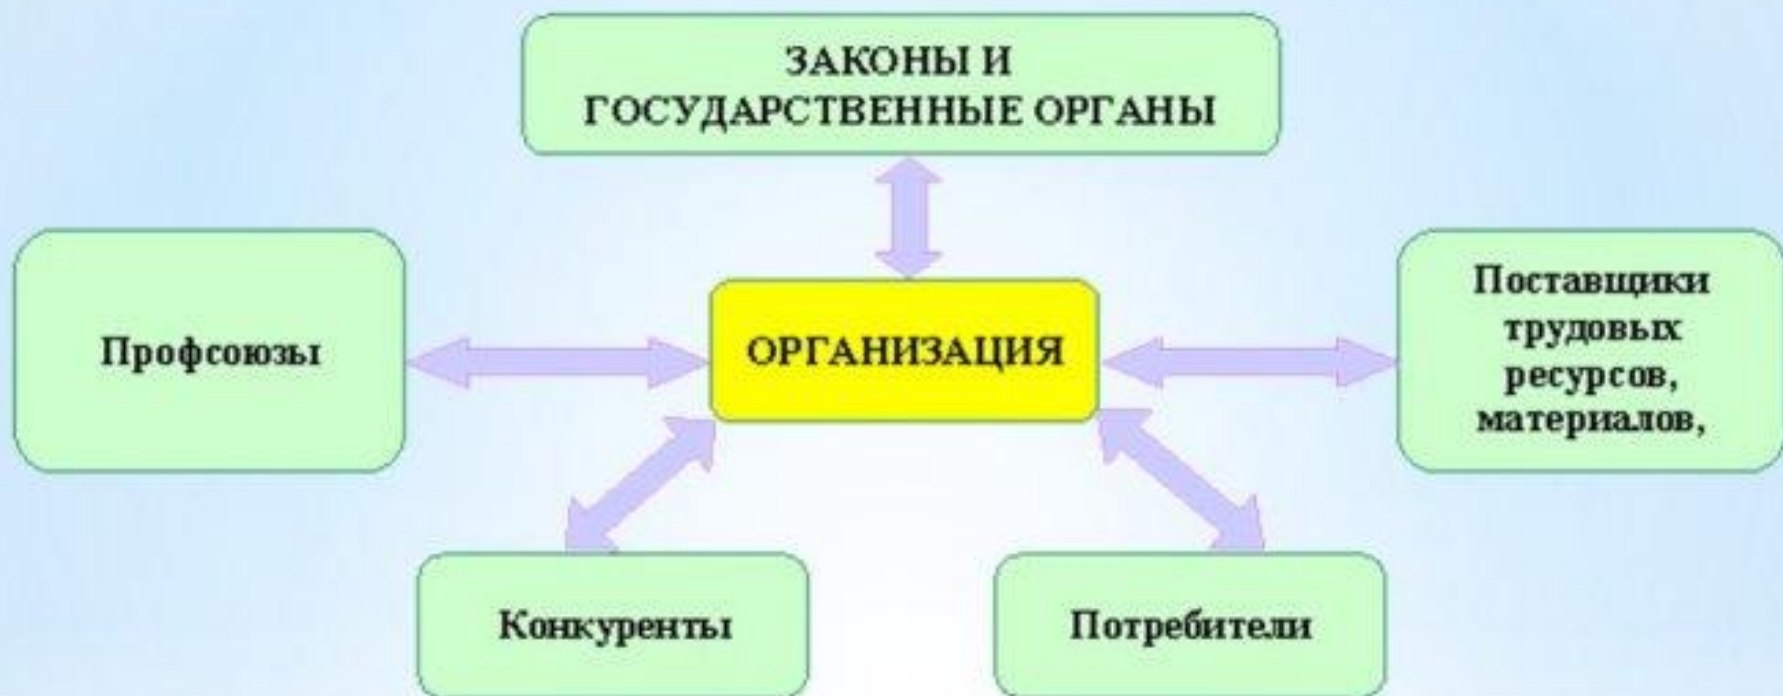 ЗАКОНЫ И
ГОСУДАРСТВЕННЫЕ ОРГАНЫ
Профсоюзы
ОРГАНИЗАЦИЯ
Поставщики
трудовых
ресурсов,
материалов,
Конкуренты
Потребители